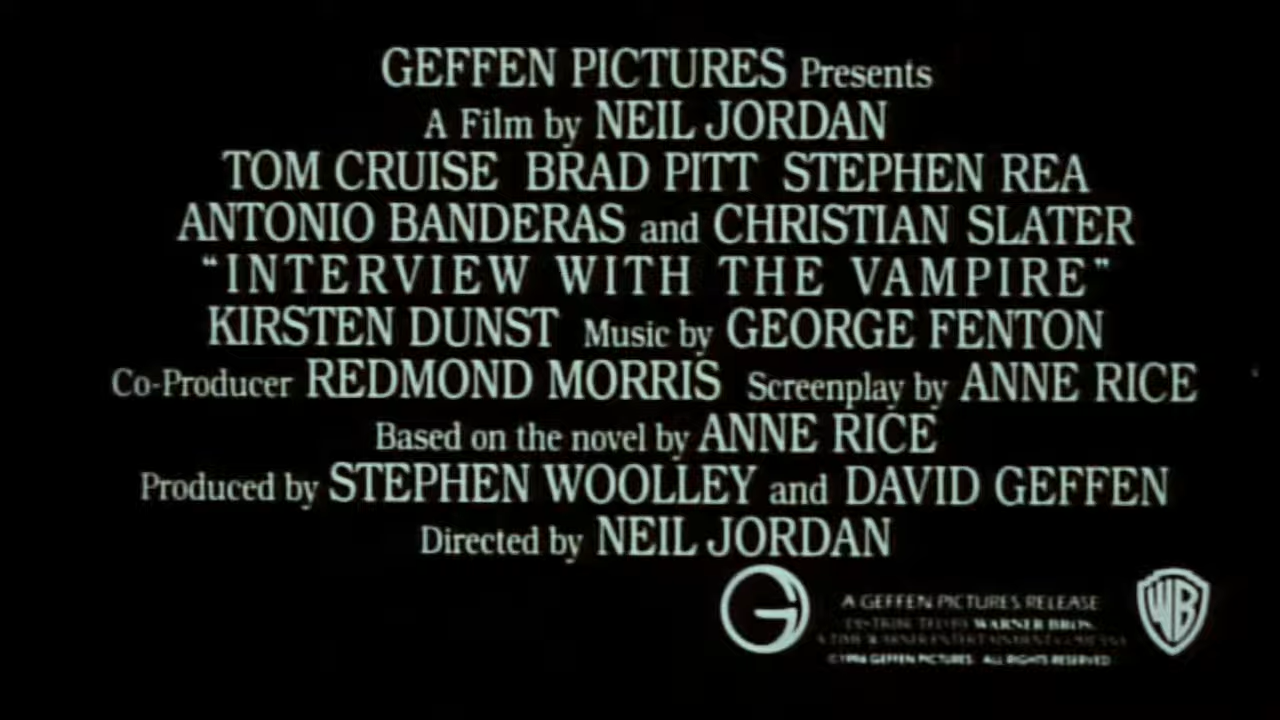 GEFFEN PICTURES Presents
A Film by NEIL JORDAN
TOM CRUISE BRAD PITT STEPHEN REA
ANTONIO BANDERAS and CHRISTIAN SLATER
"INTERVIEW WITH THE VAMPIRE"
KIRSTEN DUNST Music by GEORGE FENTON
Co-Producer REDMOND MORRIS Screenplay by ANNE RICE
Based on the novel by ANNE RICE
Produced by STEPHEN WOOLLEY and DAVID GEFFEN
Directed by NEIL JORDAN
G
A GEFFEN PICTURES RELEASE
WB
WARNER BROS.
GEFFEN PICTURES ALL RIGHTS RESERVED